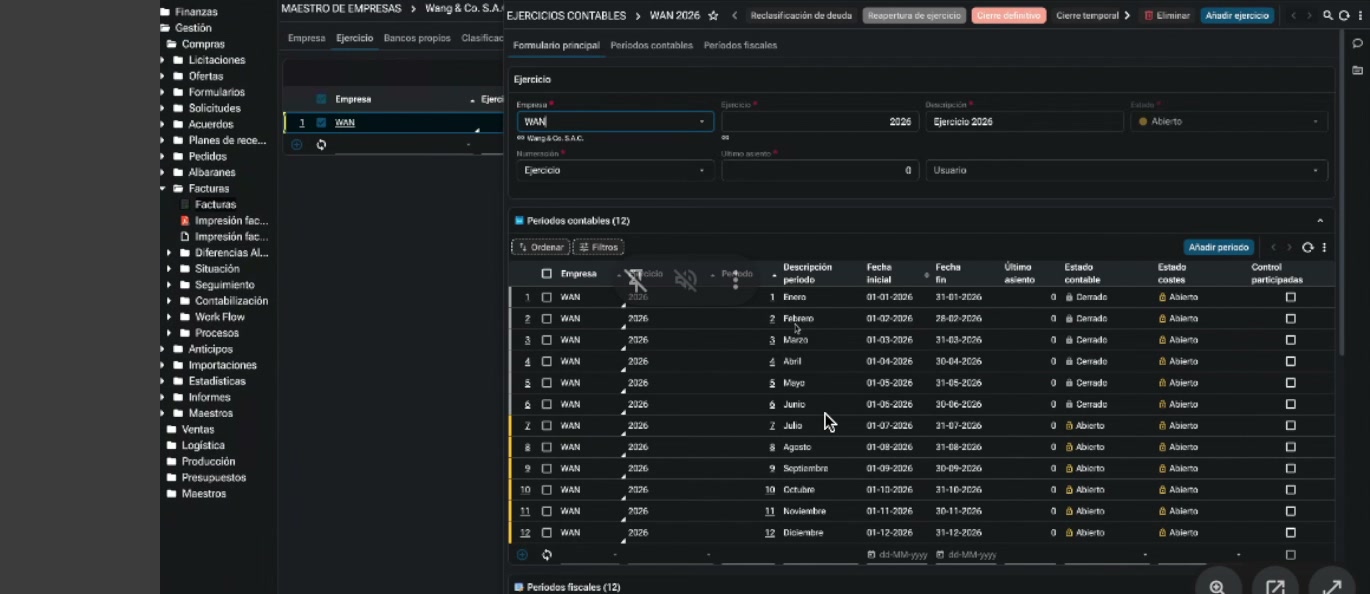 Finanzas
Gestión
Compras
Licitaciones
Ofertas
Formularios
Solicitudes
Acuerdos
Planes de rece...
Pedidos
Albaranes
Facturas
Facturas
Impresión fac...
Impresión fac...
Diferencias Al...
Situación
Seguimiento
Contabilización
Work Flow
Procesos
Anticipos
Importaciones
Estadísticas
Informes
Maestros
Ventas
Logística
Producción
Presupuestos
Maestros
MAESTRO DE EMPRESAS > Wang & Co. S.A.
Empresa Ejercicio Bancos propios Clasificac
Empresa Ejerci
1 WAN
EJERCICIOS CONTABLES > WAN 2026
Reclasificación de deuda Reapertura de ejercicio Cierre definitivo Cierre temporal Eliminar Añadir ejercicio
Formulario principal Periodos contables Periodos fiscales
Ejercicio
Empresa * Ejercicio * Descripción * Estado *
WAN 2026 Ejercicio 2026 Abierto
Wang & Co. S.A.C.
Numeración * Último asiento *
Ejercicio 0 Usuario
Periodos contables (12)
Ordenar Filtros Añadir periodo
Empresa Periodo Descripción periodo Fecha inicial Fecha fin Último asiento Estado contable Estado costes Control participadas
1 WAN 2026 1 Enero 01-01-2026 31-01-2026 0 Cerrado Abierto
2 WAN 2026 2 Febrero 01-02-2026 28-02-2026 0 Cerrado Abierto
3 WAN 2026 3 Marzo 01-03-2026 31-03-2026 0 Cerrado Abierto
4 WAN 2026 4 Abril 01-04-2026 30-04-2026 0 Cerrado Abierto
5 WAN 2026 5 Mayo 01-05-2026 31-05-2026 0 Cerrado Abierto
6 WAN 2026 6 Junio 01-06-2026 30-06-2026 0 Cerrado Abierto
7 WAN 2026 7 Julio 01-07-2026 31-07-2026 0 Abierto Abierto
8 WAN 2026 8 Agosto 01-08-2026 31-08-2026 0 Abierto Abierto
9 WAN 2026 9 Septiembre 01-09-2026 30-09-2026 0 Abierto Abierto
10 WAN 2026 10 Octubre 01-10-2026 31-10-2026 0 Abierto Abierto
11 WAN 2026 11 Noviembre 01-11-2026 30-11-2026 0 Abierto Abierto
12 WAN 2026 12 Diciembre 01-12-2026 31-12-2026 0 Abierto Abierto
dd-MM-yyyy dd-MM-yyyy
Periodos fiscales (12)